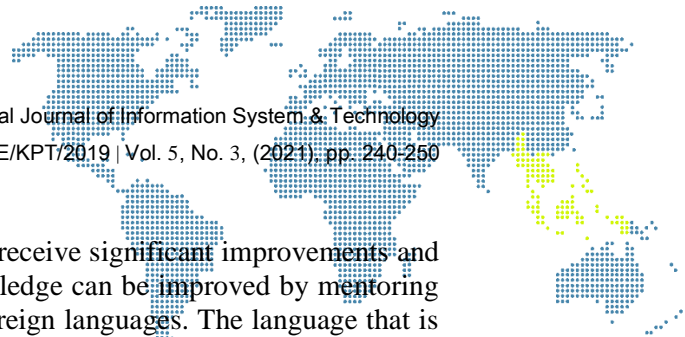 al Journal of Information System & Technology
E/KPT/2019 | Vol. 5, No. 3, (2021), pp. 240-250
receive significant improvements and
ledge can be improved by mentoring
reign languages. The language that is